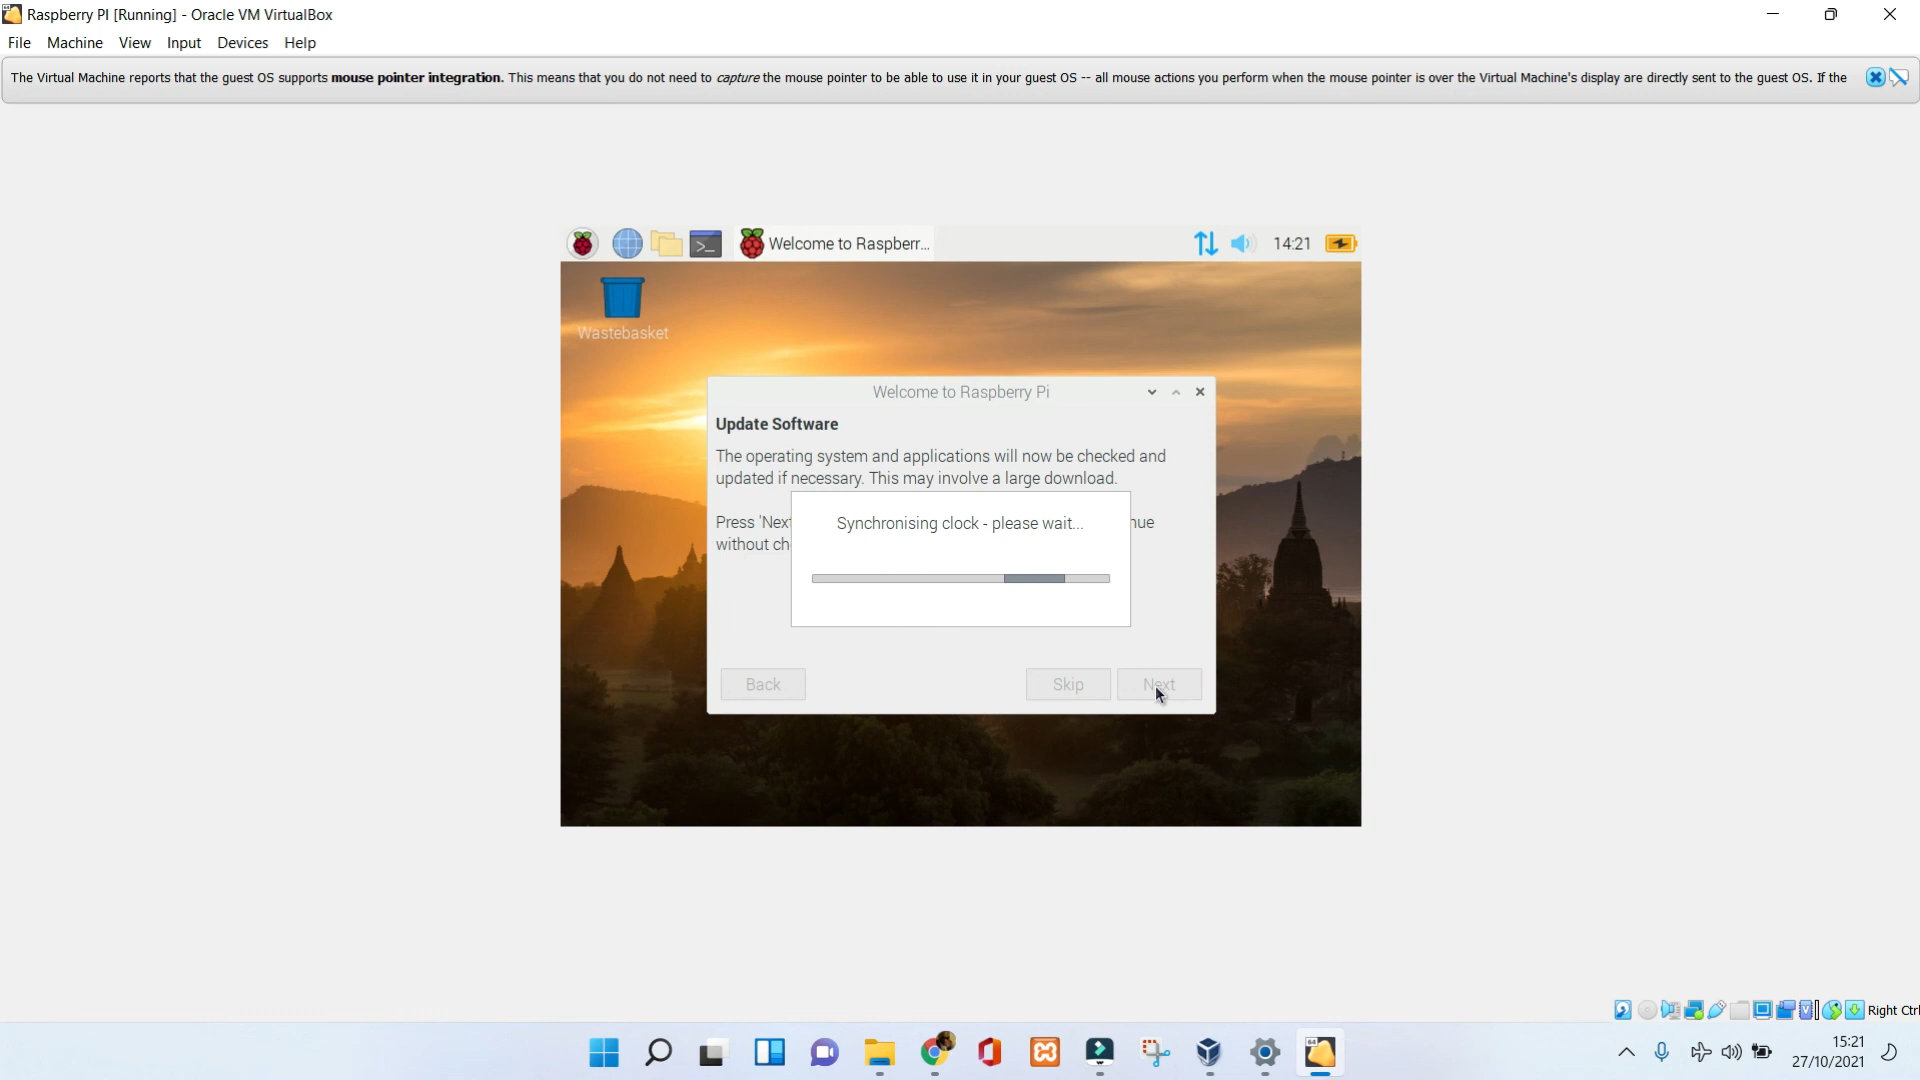 Raspberry PI [Running] - Oracle VM VirtualBox
File Machine View Input Devices Help
The Virtual Machine reports that the guest OS supports mouse pointer integration. This means that you do not need to capture the mouse pointer to be able to use it in your guest OS -- all mouse actions you perform when the mouse pointer is over the Virtual Machine's display are directly sent to the guest OS. If the
Welcome to Raspberr...
14:21
Wastebasket
Welcome to Raspberry Pi
Update Software
The operating system and applications will now be checked and
updated if necessary. This may involve a large download.
Press 'Next
nue
without ch
Synchronising clock - please wait...
Back
Skip
Next
Right Ctrl
64
15:21
27/10/2021